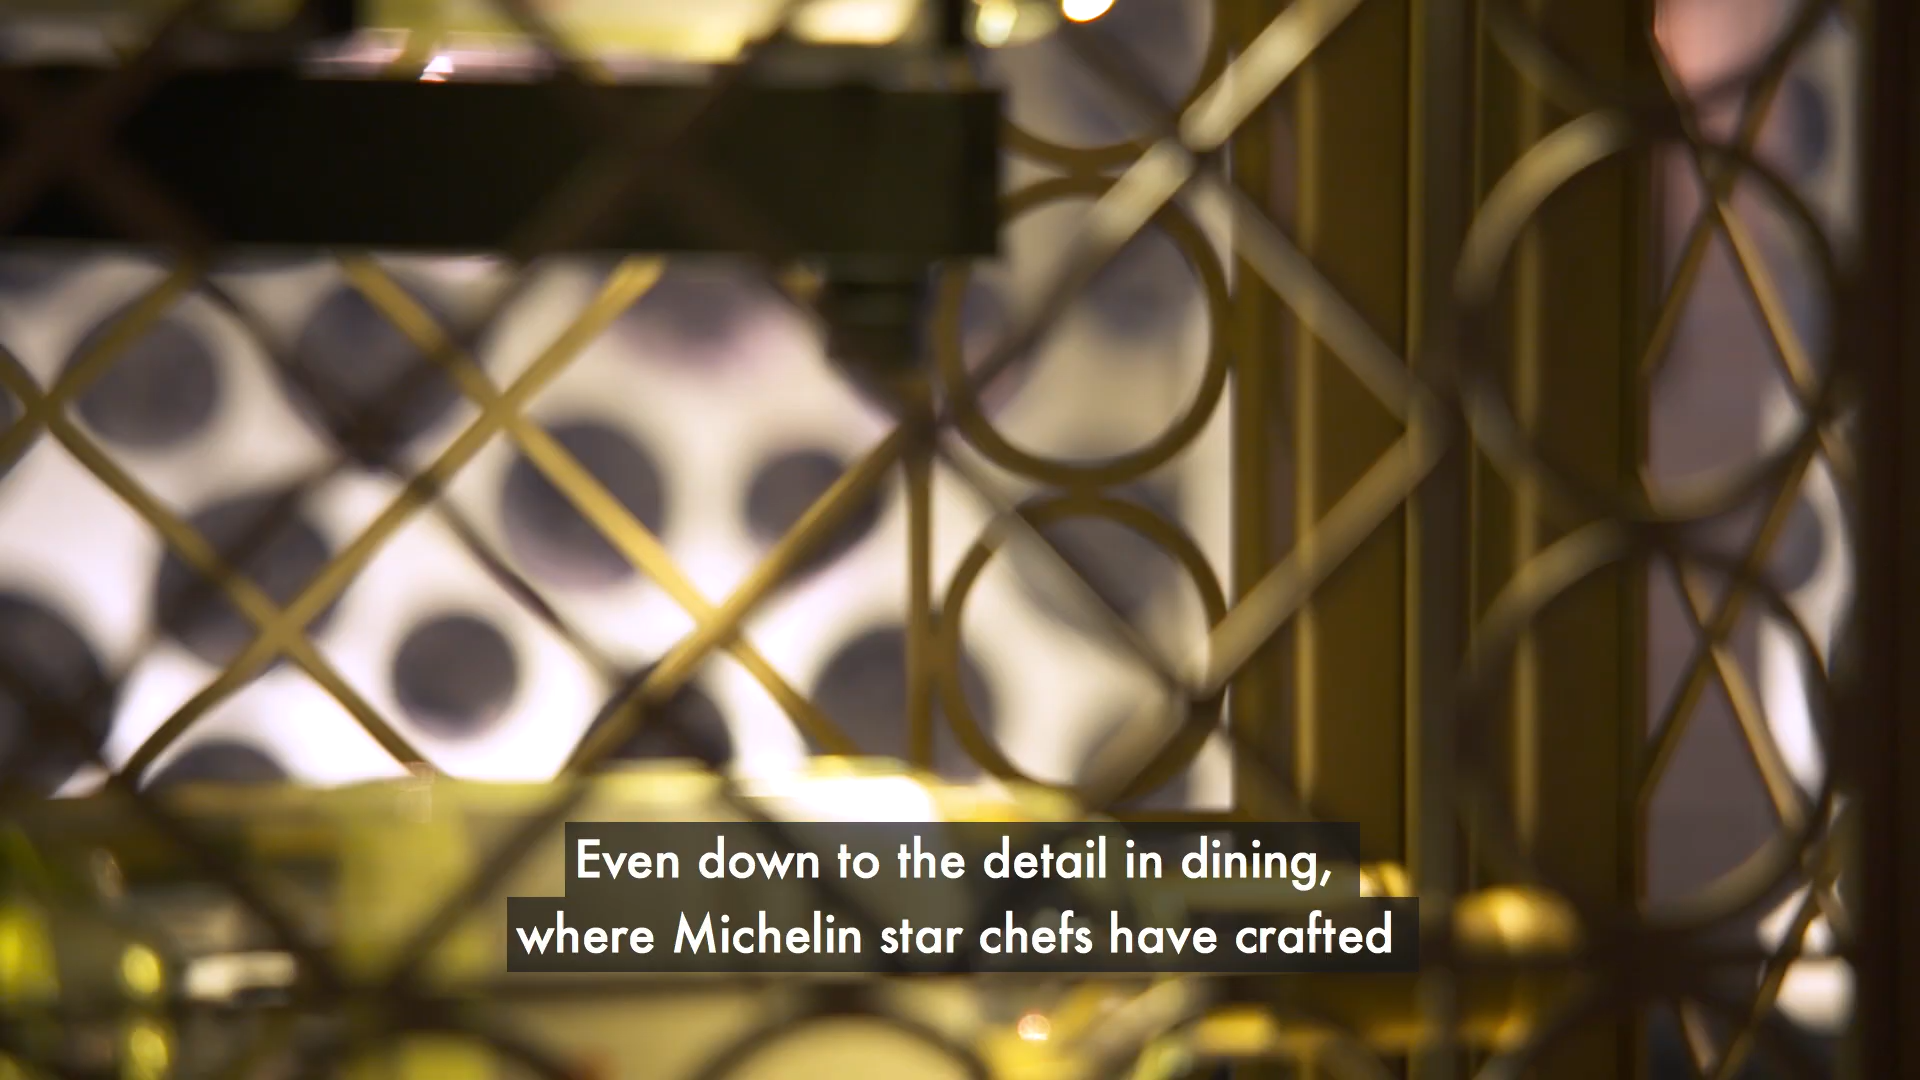 Even down to the detail in dining,
where Michelin star chefs have crafted